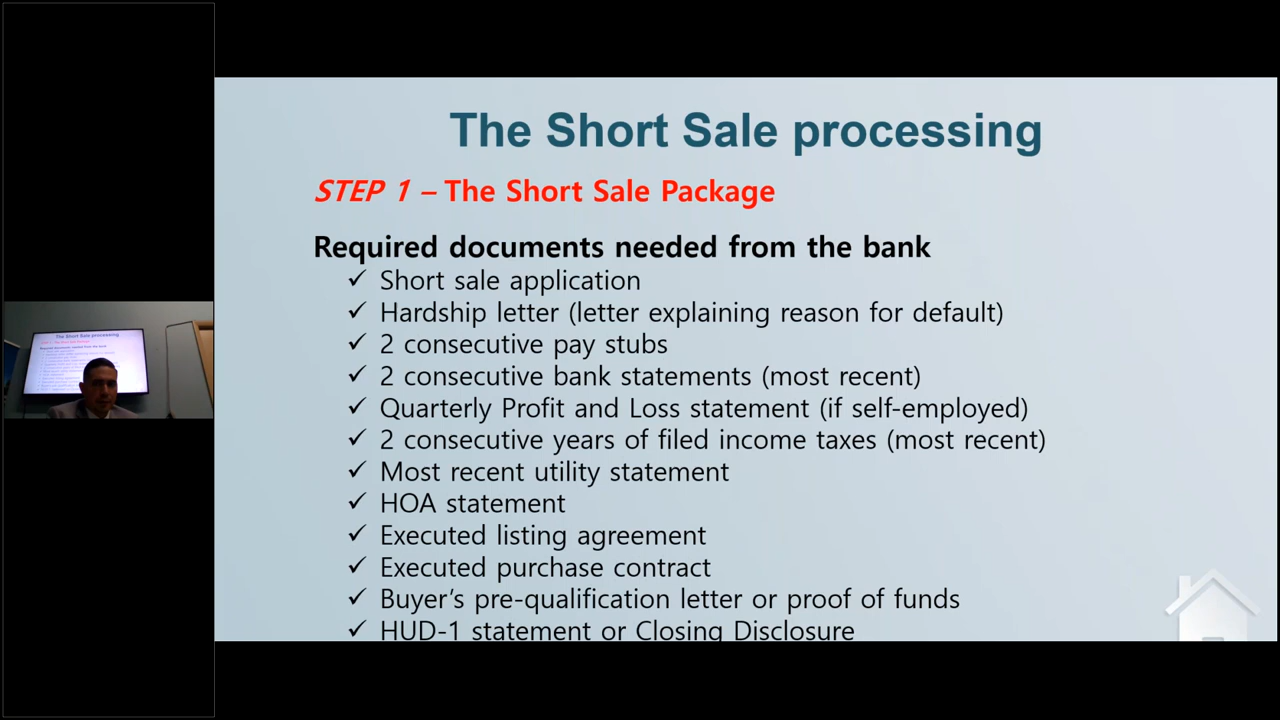 The Short Sale processing
STEP 1 – The Short Sale Package
Required documents needed from the bank
✓ Short sale application
✓ Hardship letter (letter explaining reason for default)
✓ 2 consecutive pay stubs
✓ 2 consecutive bank statements (most recent)
✓ Quarterly Profit and Loss statement (if self-employed)
✓ 2 consecutive years of filed income taxes (most recent)
✓ Most recent utility statement
✓ HOA statement
✓ Executed listing agreement
✓ Executed purchase contract
✓ Buyer’s pre-qualification letter or proof of funds
✓ HUD-1 statement or Closing Disclosure
The Short Sale processing